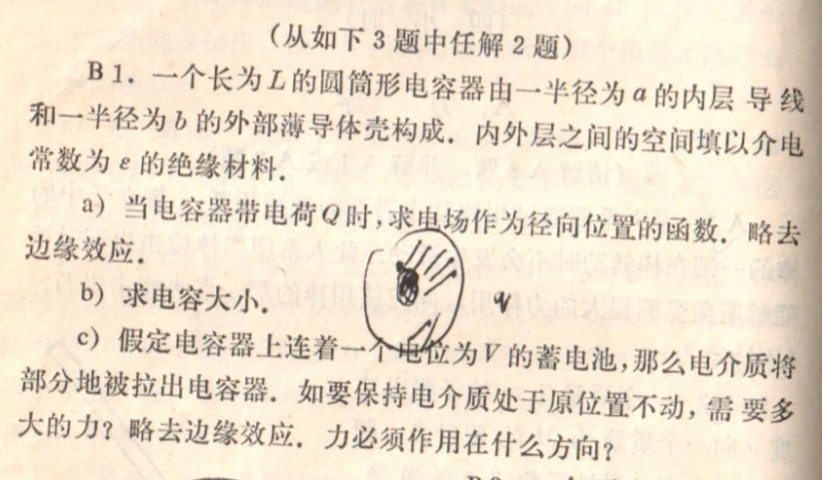 （从如下3题中任解2题）
B 1．一个长为L的圆筒形电容器由一半径为a的内层导线
和一半径为b的外部薄导体壳构成．内外层之间的空间填以介电
常数为e的绝缘材料．
a）当电容器带电荷Q时，求电场作为径向位置的函数．略去
边缘效应．
b）求电容大小．
c）假定电容器上连着一个电位为V的蓄电池，那么电介质将
部分地被拉出电容器．如要保持电介质处于原位置不动，需要多
大的力？略去边缘效应．力必须作用在什么方向？